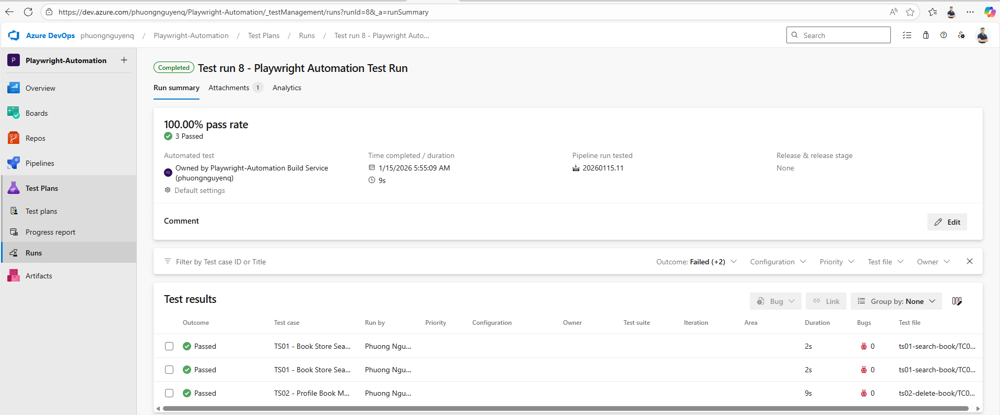 https://dev.azure.com/phuongnguyenq/Playwright-Automation/_testManagement/runs?runId=8&_a=runSummary
Azure DevOps phuongnguyenq / Playwright-Automation / Test Plans / Runs / Test run 8 - Playwright Auto...
Search
P Playwright-Automation +
Overview
Boards
Repos
Pipelines
Test Plans
Test plans
Progress report
Runs
Artifacts
Completed Test run 8 - Playwright Automation Test Run
Run summary Attachments 1 Analytics
100.00% pass rate
3 Passed
Automated test
Owned by Playwright-Automation Build Service
(phuongnguyenq)
Default settings
Time completed / duration
1/15/2026 5:55:09 AM
9s
Pipeline run tested
20260115.11
Release & release stage
None
Comment
Edit
Filter by Test case ID or Title Outcome: Failed (+2) Configuration Priority Test file Owner
Test results Bug Link Group by: None
Outcome Test case Run by Priority Configuration Owner Test suite Iteration Area Duration Bugs Test file
Passed TS01 - Book Store Sea... Phuong Ngu... 2s 0 ts01-search-book/TC0...
Passed TS01 - Book Store Sea... Phuong Ngu... 2s 0 ts01-search-book/TC0...
Passed TS02 - Profile Book M... Phuong Ngu... 9s 0 ts02-delete-book/TC0...